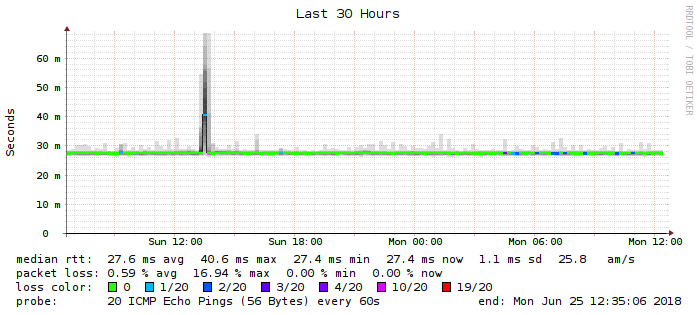 Last 30 Hours
RRDTOOL / TOBI OETIKER
Seconds
60 m
50 m
40 m
30 m
20 m
10 m
0
Sun 12:00 Sun 18:00 Mon 00:00 Mon 06:00 Mon 12:00
median rtt: 27.6 ms avg 40.6 ms max 27.4 ms min 27.4 ms now 1.1 ms sd 25.8 am/s
packet loss: 0.59 % avg 16.94 % max 0.00 % min 0.00 % now
loss color: 0 1/20 2/20 3/20 4/20 10/20 19/20
probe: 20 ICMP Echo Pings (56 Bytes) every 60s end: Mon Jun 25 12:35:06 2018